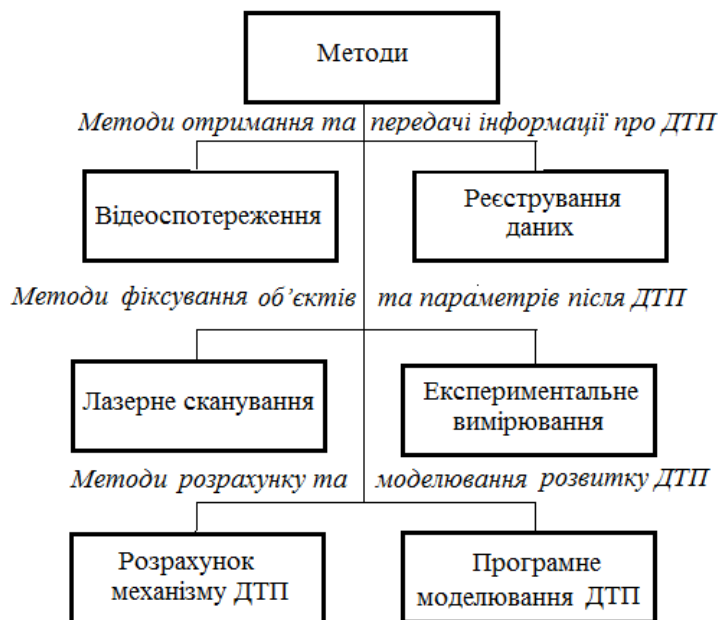 Методи
Методи отримання та передачі інформації про ДТП
Відеоспотереження
Реєстрування
даних
Методи фіксування об’єктів та параметрів після ДТП
Лазерне сканування
Експериментальне
вимірювання
Методи розрахунку та моделювання розвитку ДТП
Розрахунок
механізму ДТП
Програмне
моделювання ДТП